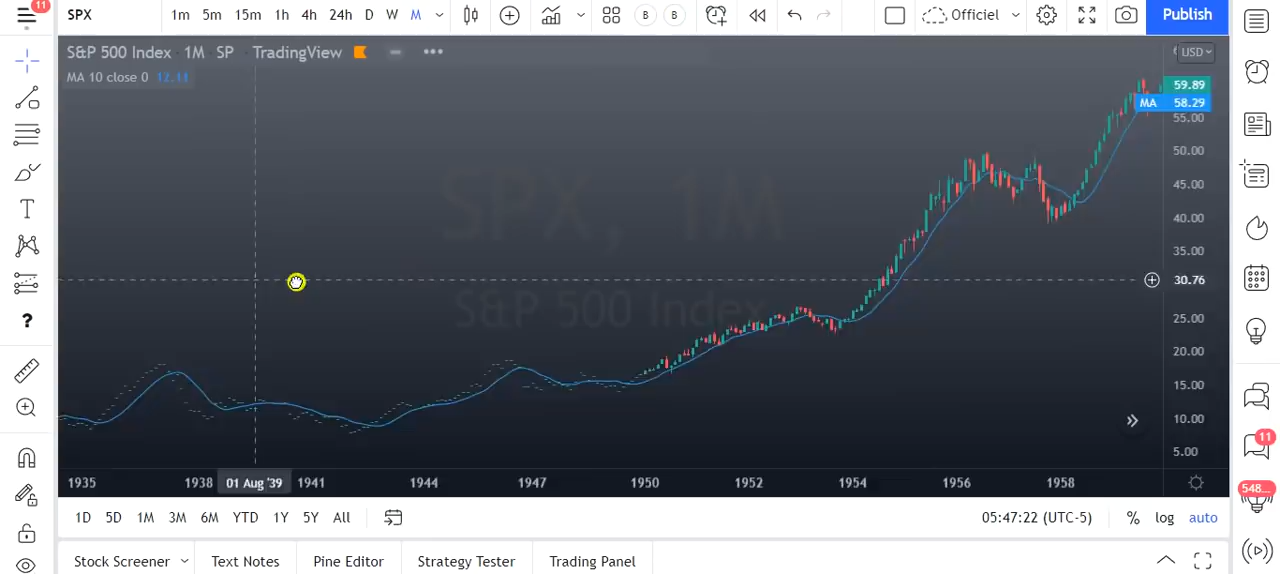 11
SPX 1m 5m 15m 1h 4h 24h D W M B B Officiel Publish
S&P 500 Index 1M SP TradingView USD
MA 10 close 0 12.11
59.89
MA 58.29
55.00
50.00
45.00
40.00
35.00
30.76
25.00
20.00
15.00
10.00
5.00
SPX, 1M
S&P 500 Index
1935 1938 01 Aug '39 1941 1944 1947 1950 1952 1954 1956 1958
1D 5D 1M 3M 6M YTD 1Y 5Y All 05:47:22 (UTC-5) % log auto
Stock Screener Text Notes Pine Editor Strategy Tester Trading Panel
11
548...